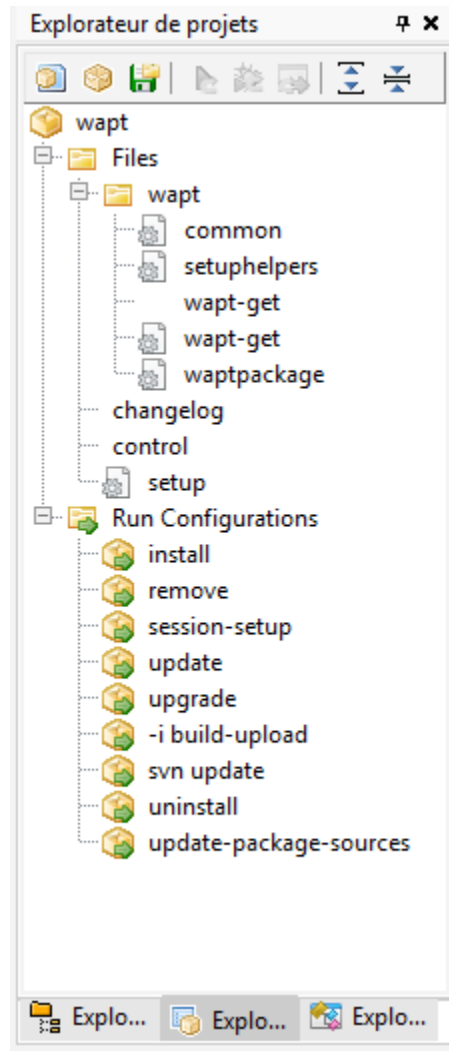 Explorateur de projets
wapt
Files
wapt
common
setuphelpers
wapt-get
wapt-get
waptpackage
changelog
control
setup
Run Configurations
install
remove
session-setup
update
upgrade
-i build-upload
svn update
uninstall
update-package-sources
Explo... Explo... Explo...